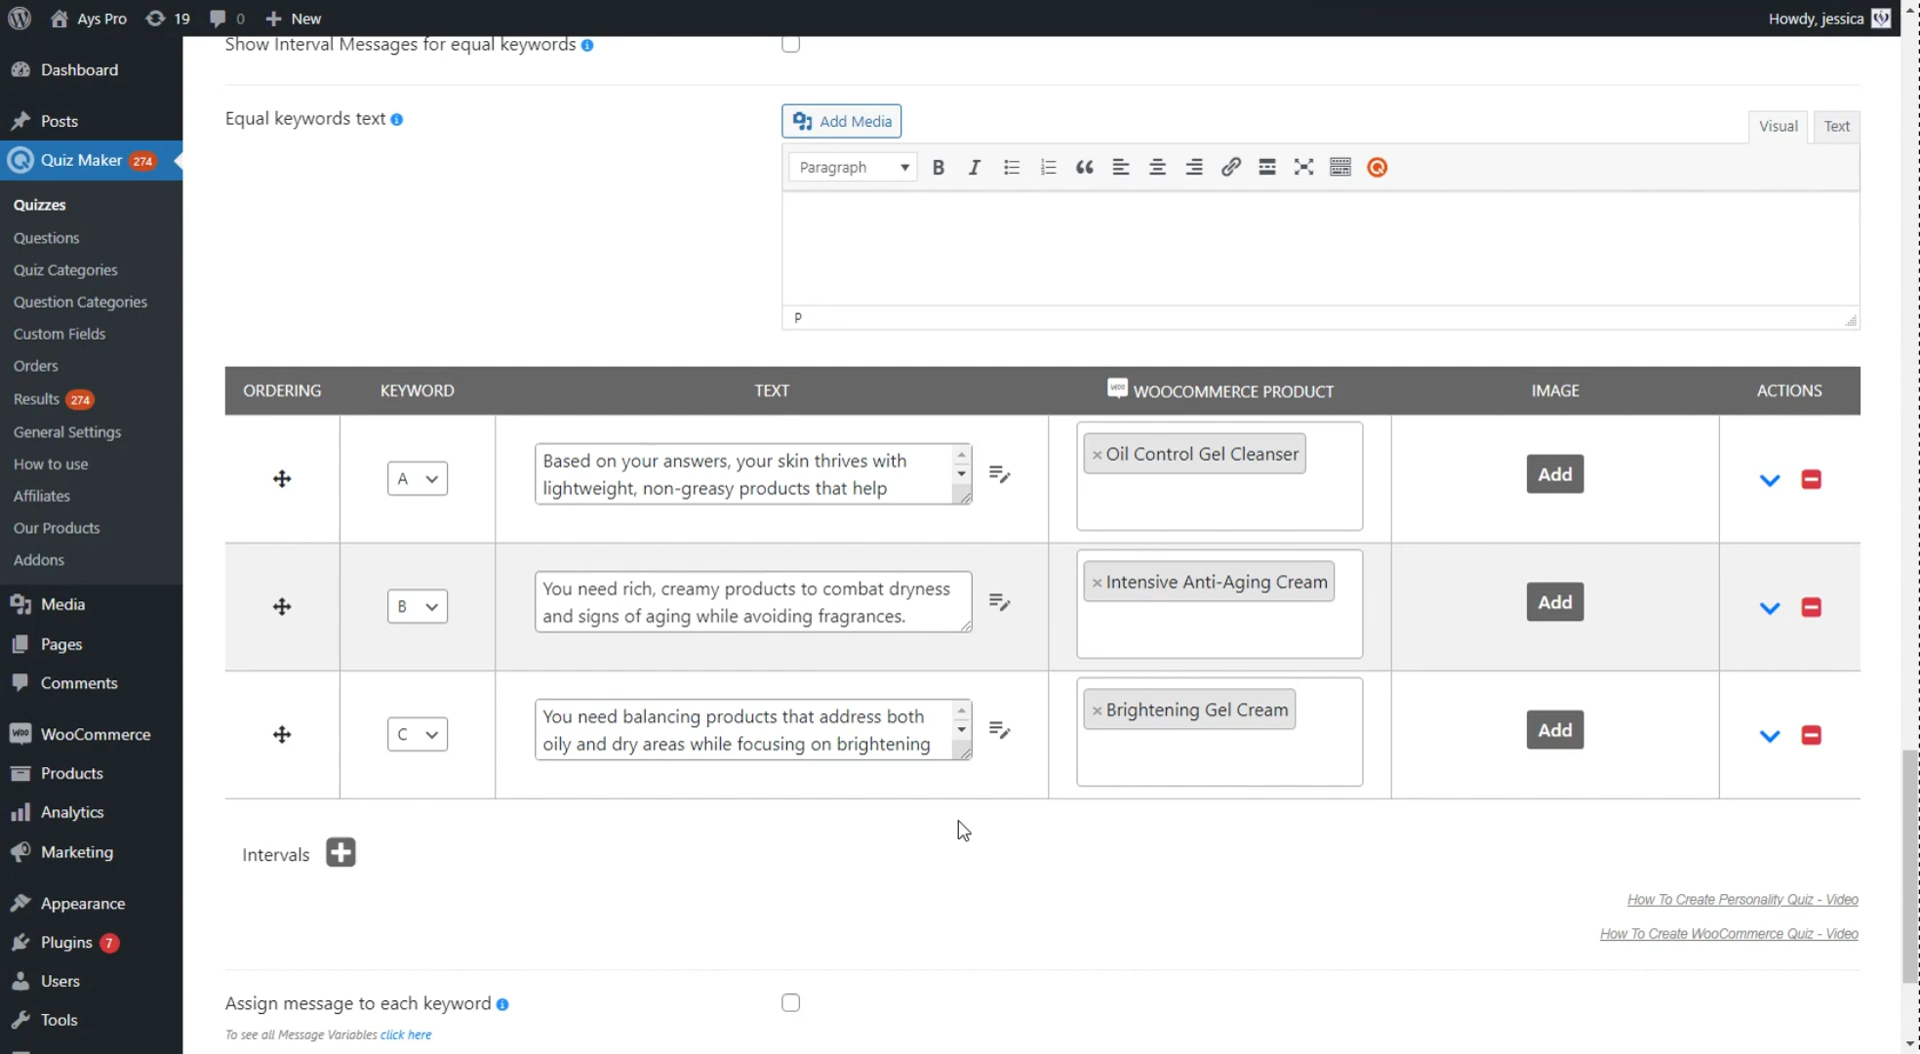 Ays Pro 19 0 New Howdy, jessica
Show Interval Messages for equal keywords
Dashboard
Posts
Quiz Maker 274
Quizzes
Questions
Quiz Categories
Question Categories
Custom Fields
Orders
Results 274
General Settings
How to use
Affiliates
Our Products
Addons
Media
Pages
Comments
WooCommerce
Products
Analytics
Marketing
Appearance
Plugins 7
Users
Tools
Equal keywords text
Add Media
Visual Text
Paragraph
P
ORDERING KEYWORD TEXT WOOCOMMERCE PRODUCT IMAGE ACTIONS
A
Based on your answers, your skin thrives with
lightweight, non-greasy products that help
× Oil Control Gel Cleanser
Add
B
You need rich, creamy products to combat dryness
and signs of aging while avoiding fragrances.
× Intensive Anti-Aging Cream
Add
C
You need balancing products that address both
oily and dry areas while focusing on brightening
× Brightening Gel Cream
Add
Intervals
How To Create Personality Quiz - Video
How To Create WooCommerce Quiz - Video
Assign message to each keyword
To see all Message Variables click here